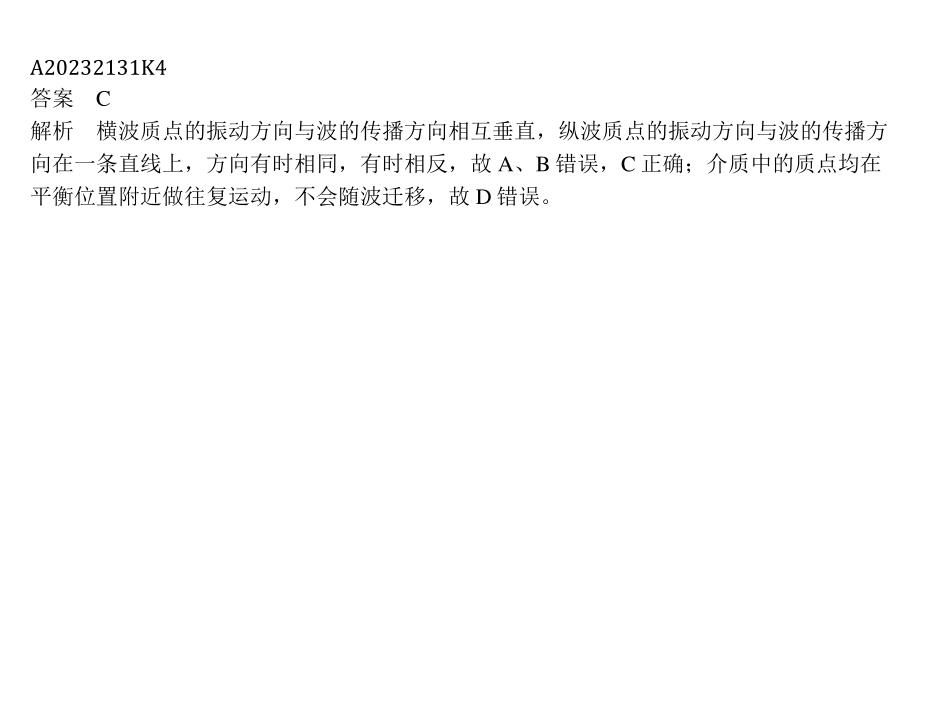 A20232131K4
答案　C
解析　横波质点的振动方向与波的传播方向相互垂直，纵波质点的振动方向与波的传播方
向在一条直线上，方向有时相同，有时相反，故 A、B 错误，C 正确；介质中的质点均在
平衡位置附近做往复运动，不会随波迁移，故 D 错误。